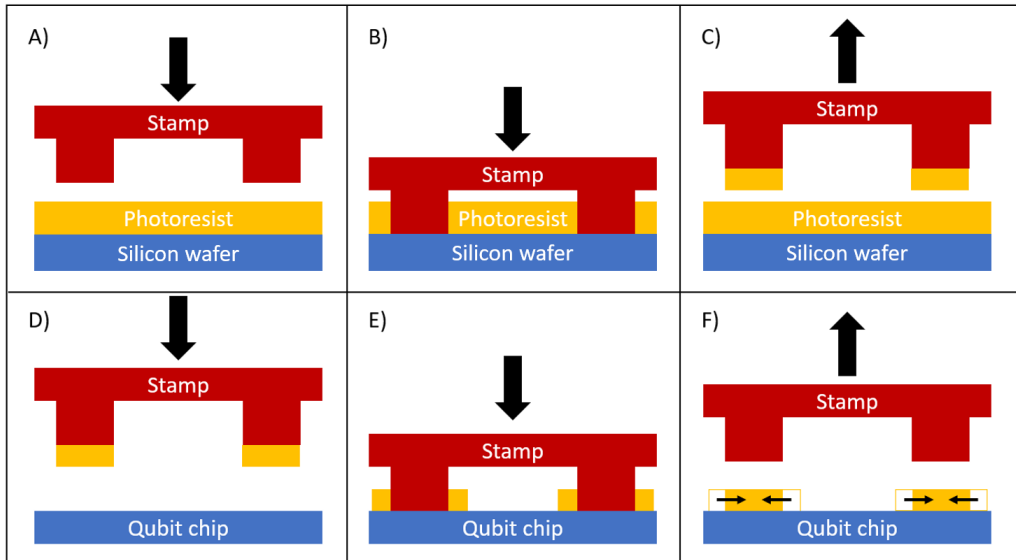 A)
Stamp
Photoresist
Silicon wafer
B)
Stamp
Photoresist
Silicon wafer
C)
Stamp
Photoresist
Silicon wafer
D)
Stamp
Qubit chip
E)
Stamp
Qubit chip
F)
Stamp
Qubit chip